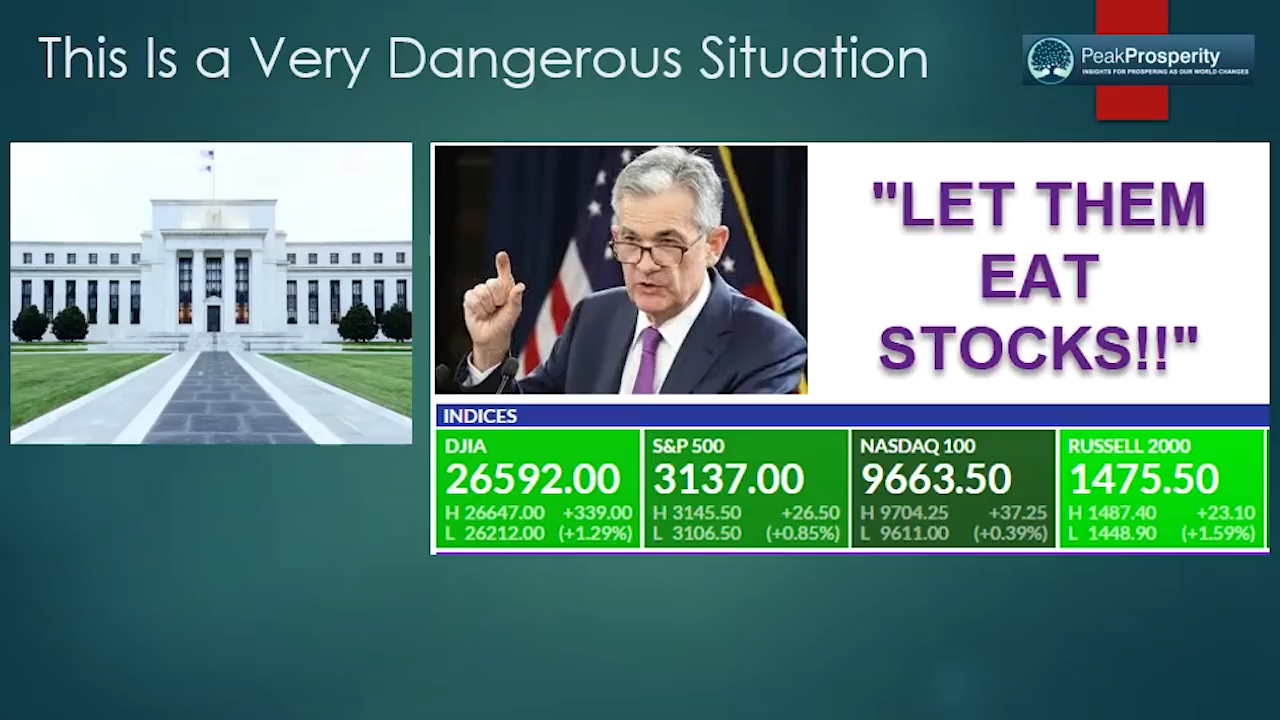 This Is a Very Dangerous Situation
PeakProsperity
INSIGHTS FOR PROSPERING AS OUR WORLD CHANGES
"LET THEM
EAT
STOCKS!!"
INDICES
DJIA
26592.00
H 26647.00 +339.00
L 26212.00 (+1.29%)
S&P 500
3137.00
H 3145.50 +26.50
L 3106.50 (+0.85%)
NASDAQ 100
9663.50
H 9704.25 +37.25
L 9611.00 (+0.39%)
RUSSELL 2000
1475.50
H 1487.40 +23.10
L 1448.90 (+1.59%)